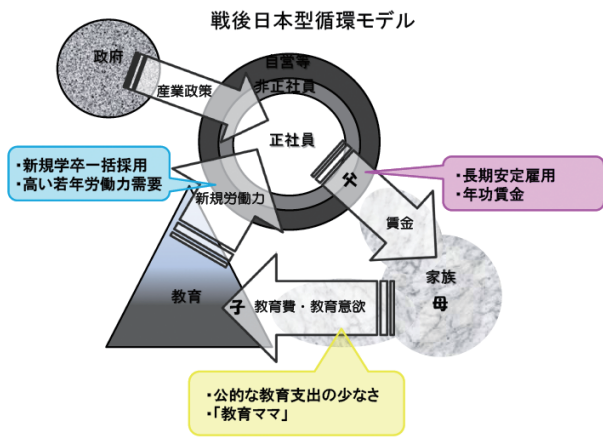 戦後日本型循環モデル
政府
産業政策
自営等
非正社員
正社員
・新規学卒一括採用
・高い若年労働力需要
新規労働力
父
・長期安定雇用
・年功賃金
賃金
家族
母
教育
子
教育費・教育意欲
・公的な教育支出の少なさ
・「教育ママ」